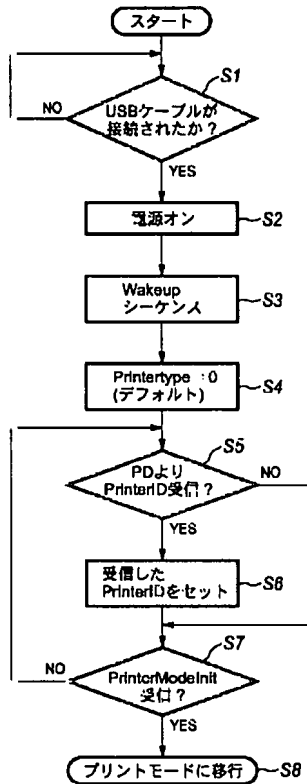 スタート
S1
USBケーブルが
接続されたか？
NO
YES
電源オン
S2
Wakeup
シーケンス
S3
Printertype :0
(デフォルト)
S4
S5
PDより
PrinterID受信？
NO
YES
受信した
PrinterIDをセット
S6
S7
PrinterModeInit
受信？
NO
YES
プリントモードに移行
S8